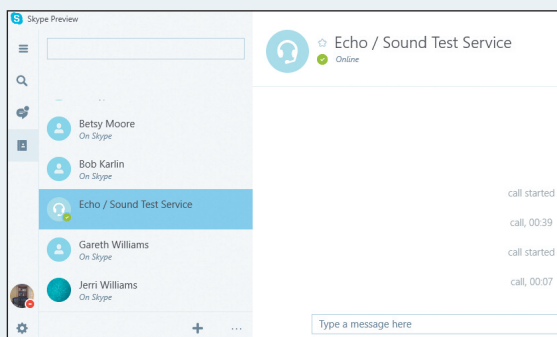 Skype Preview
Echo / Sound Test Service
Online
Betsy Moore
On Skype
Bob Karlin
On Skype
Echo / Sound Test Service
Gareth Williams
On Skype
Jerri Williams
On Skype
call started
call, 00:39
call started
call, 00:07
Type a message here